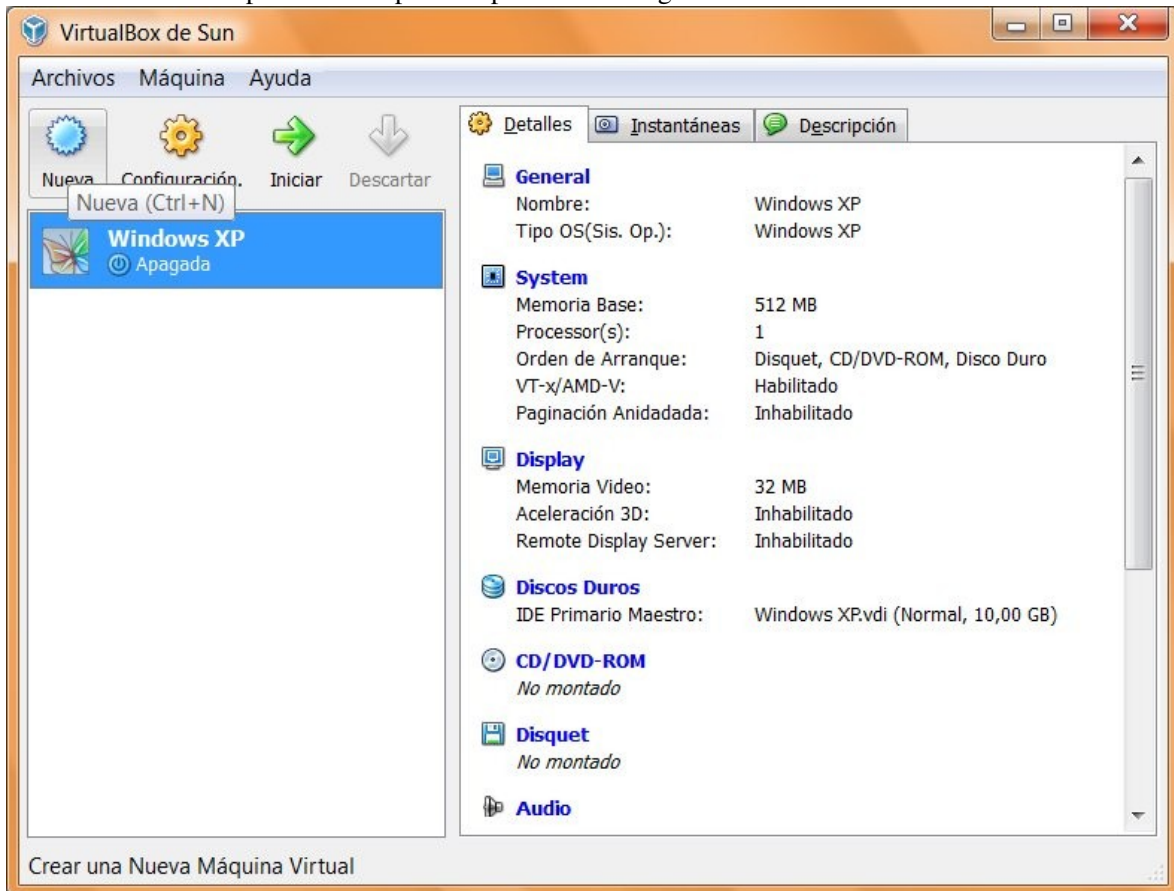 VirtualBox de Sun
Archivos Máquina Ayuda
Nueva Configuración. Iniciar Descartar
Nueva (Ctrl+N)
Windows XP
Apagada
Detalles Instantáneas Descripción
General
Nombre: Windows XP
Tipo OS(Sis. Op.): Windows XP
System
Memoria Base: 512 MB
Processor(s): 1
Orden de Arranque: Disquet, CD/DVD-ROM, Disco Duro
VT-x/AMD-V: Habilitado
Paginación Anidadada: Inhabilitado
Display
Memoria Video: 32 MB
Aceleración 3D: Inhabilitado
Remote Display Server: Inhabilitado
Discos Duros
IDE Primario Maestro: Windows XP.vdi (Normal, 10,00 GB)
CD/DVD-ROM
No montado
Disquet
No montado
Audio
Crear una Nueva Máquina Virtual